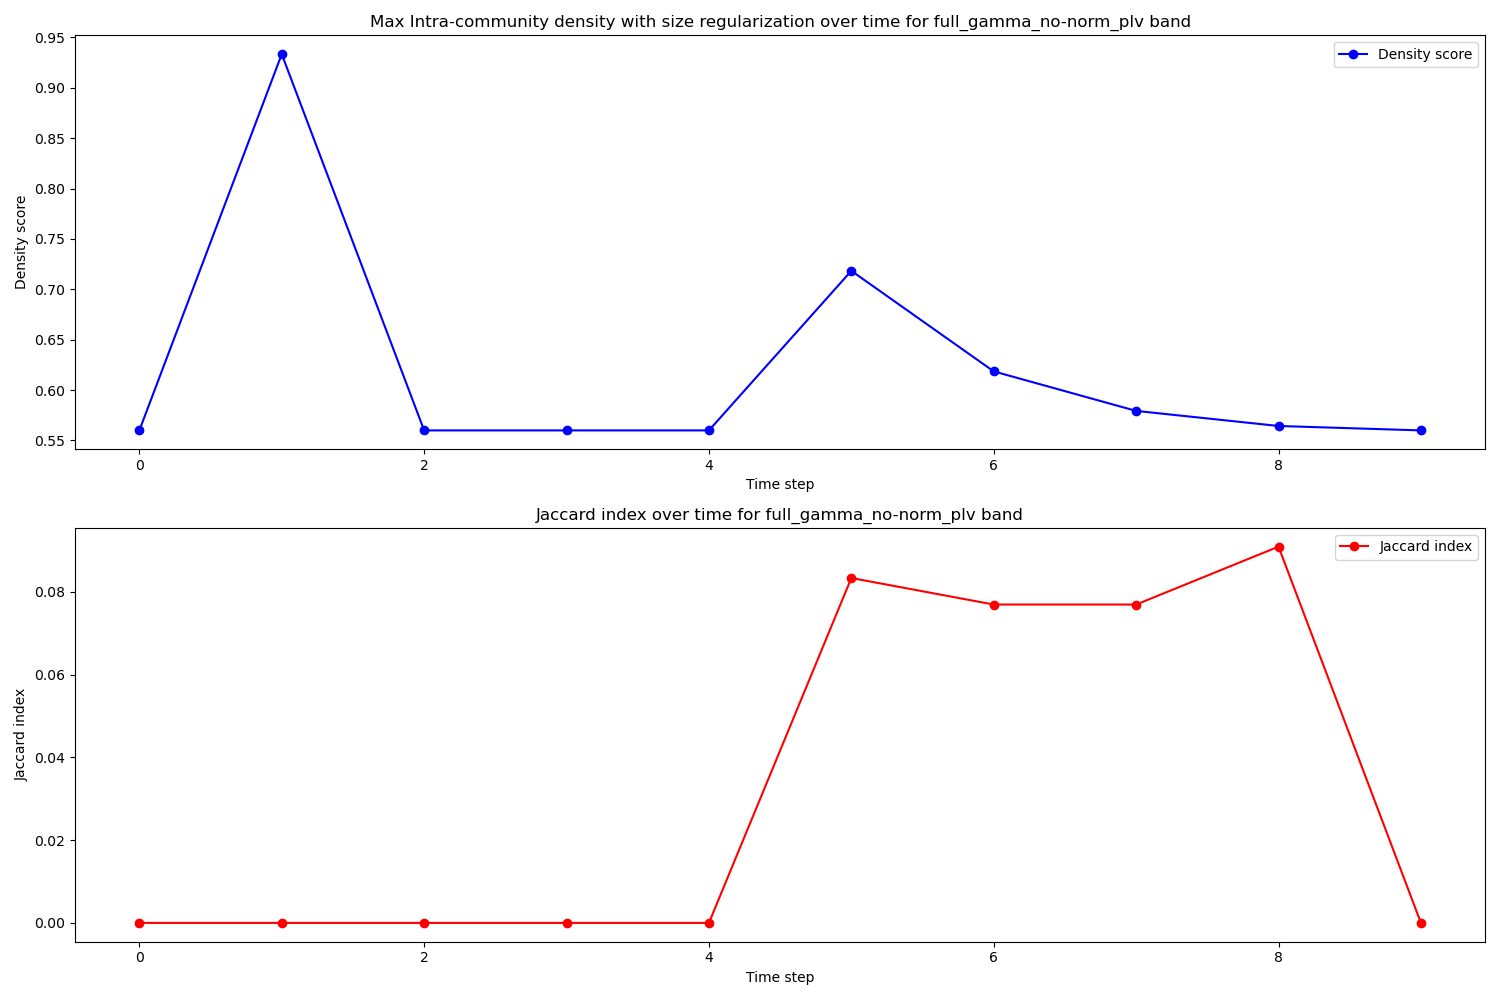 Max Intra-community density with size regularization over time for full_gamma_no-norm_plv band
0.95
0.90
0.85
0.80
0.75
0.70
0.65
0.60
0.55
Density score
Density score
0 2 4 6 8
Time step
Jaccard index over time for full_gamma_no-norm_plv band
0.08
0.06
0.04
0.02
0.00
Jaccard index
Jaccard index
0 2 4 6 8
Time step